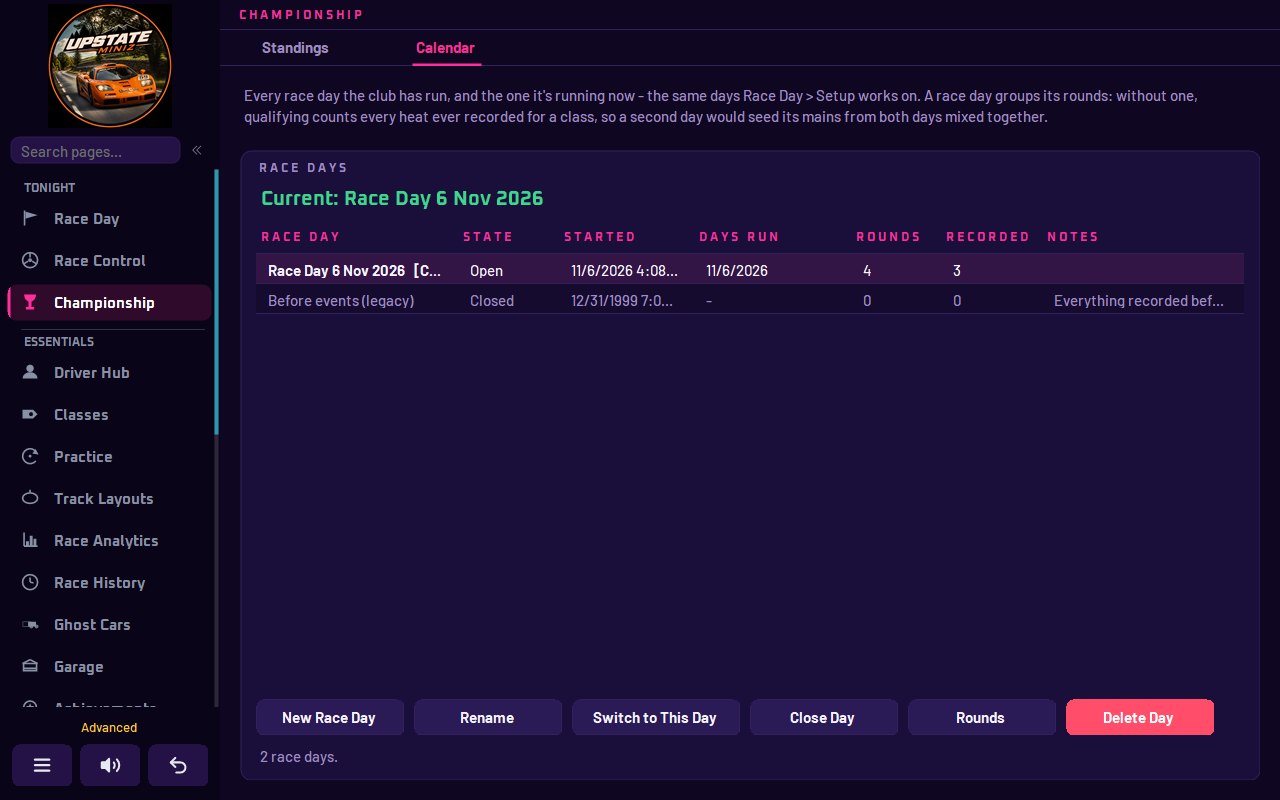 UPSTATE
MINIZ
CHAMPIONSHIP
Standings
Calendar
Search pages...
Every race day the club has run, and the one it's running now - the same days Race Day > Setup works on. A race day groups its rounds: without one,
qualifying counts every heat ever recorded for a class, so a second day would seed its mains from both days mixed together.
TONIGHT
Race Day
Race Control
Championship
ESSENTIALS
Driver Hub
Classes
Practice
Track Layouts
Race Analytics
Race History
Ghost Cars
Garage
Advanced
RACE DAYS
Current: Race Day 6 Nov 2026
RACE DAY STATE STARTED DAYS RUN ROUNDS RECORDED NOTES
Race Day 6 Nov 2026 [C... Open 11/6/2026 4:08... 11/6/2026 4 3
Before events (legacy) Closed 12/31/1999 7:0... - 0 0 Everything recorded bef...
New Race Day
Rename
Switch to This Day
Close Day
Rounds
Delete Day
2 race days.